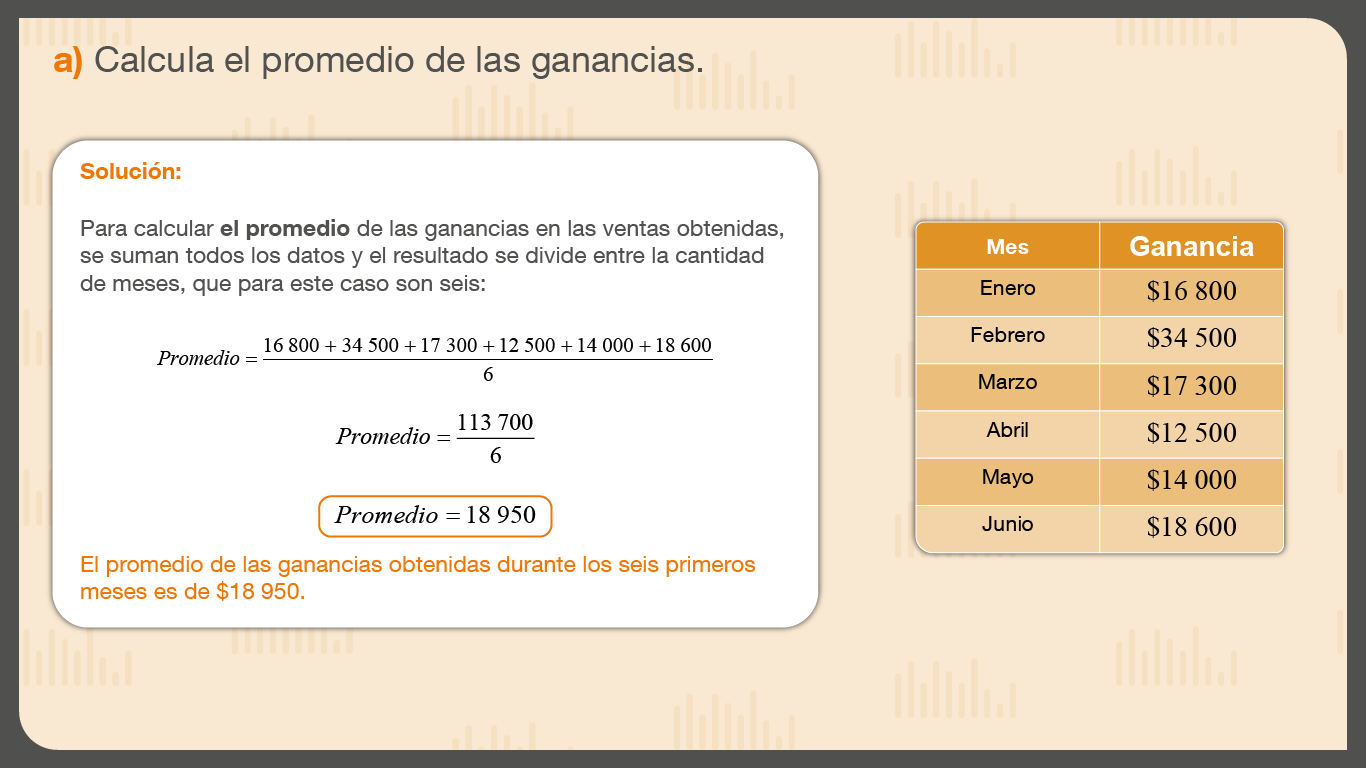 a) Calcula el promedio de las ganancias.
Solución:
Para calcular el promedio de las ganancias en las ventas obtenidas,
se suman todos los datos y el resultado se divide entre la cantidad
de meses, que para este caso son seis:
Promedio = 16 800 + 34 500 + 17 300 + 12 500 + 14 000 + 18 600
6
Promedio = 113 700
6
Promedio = 18 950
El promedio de las ganancias obtenidas durante los seis primeros
meses es de $18 950.
Mes Ganancia
Enero $16 800
Febrero $34 500
Marzo $17 300
Abril $12 500
Mayo $14 000
Junio $18 600